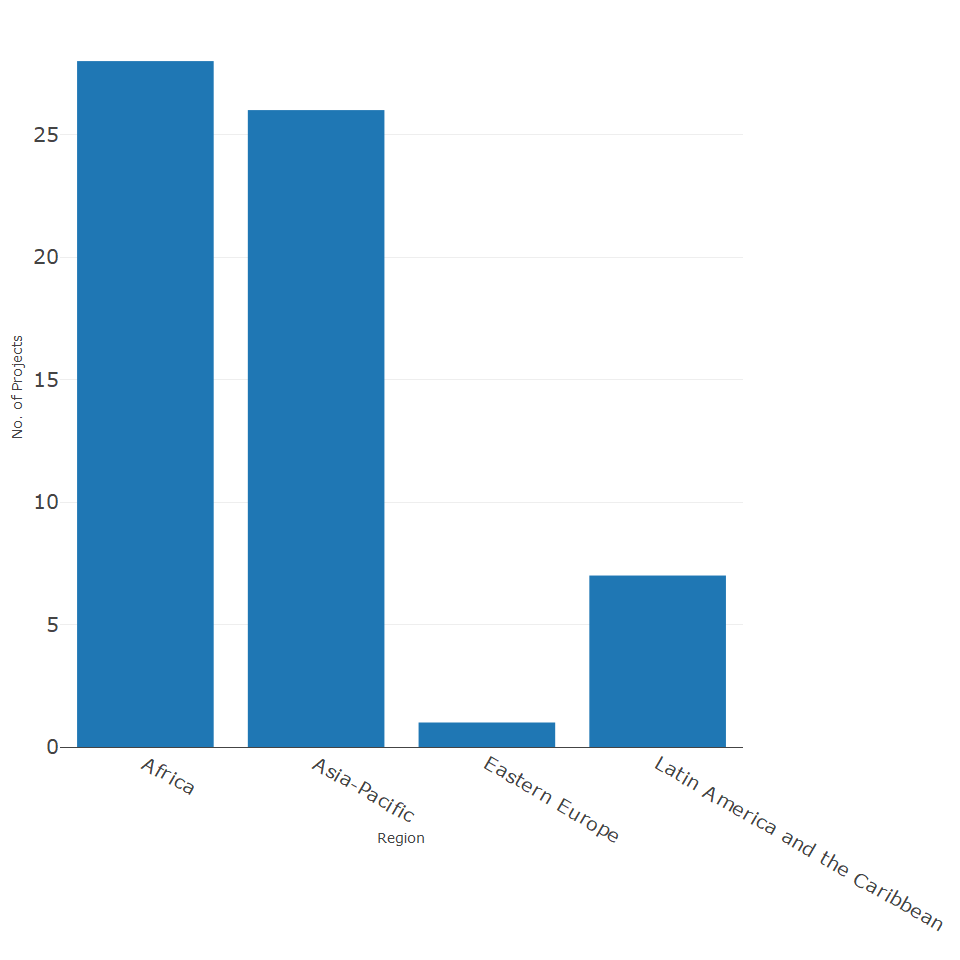 25
20
15
10
5
0
No. of Projects
Africa
Asia-Pacific
Eastern Europe
Latin America and the Caribbean
Region